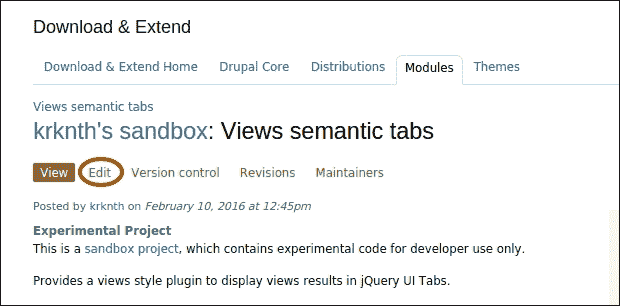 Download & Extend
Download & Extend Home Drupal Core Distributions Modules Themes
Views semantic tabs
krknth's sandbox: Views semantic tabs
View Edit Version control Revisions Maintainers
Posted by krknth on February 10, 2016 at 12:45pm
Experimental Project
This is a sandbox project, which contains experimental code for developer use only.
Provides a views style plugin to display views results in jQuery UI Tabs.